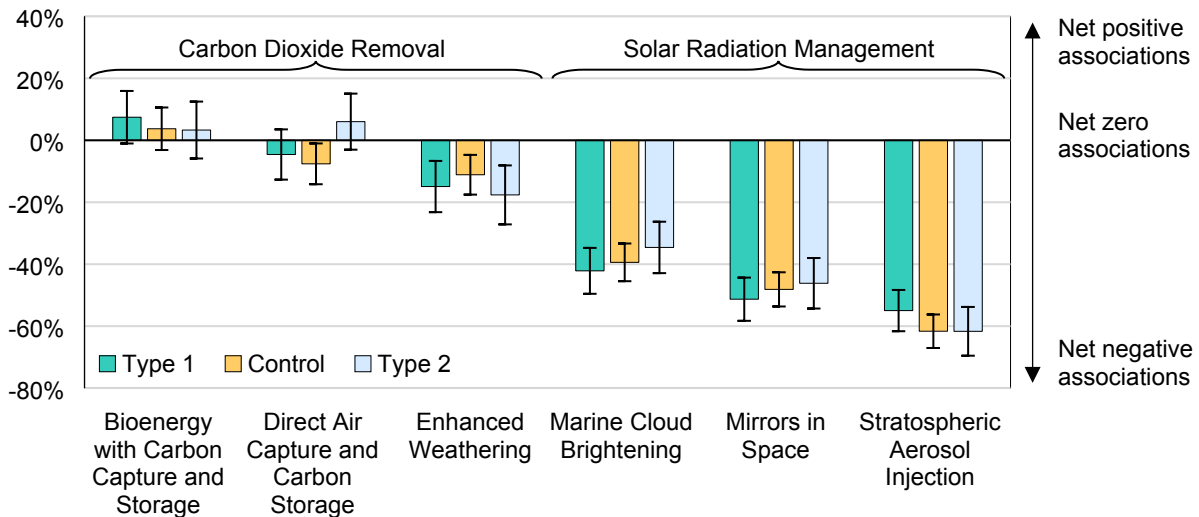 40%
20%
0%
-20%
-40%
-60%
-80%
Carbon Dioxide Removal
Solar Radiation Management
Net positive
associations
Net zero
associations
Net negative
associations
Type 1
Control
Type 2
Bioenergy
with Carbon
Capture and
Storage
Direct Air
Capture and
Carbon
Storage
Enhanced
Weathering
Marine Cloud
Brightening
Mirrors in
Space
Stratospheric
Aerosol
Injection